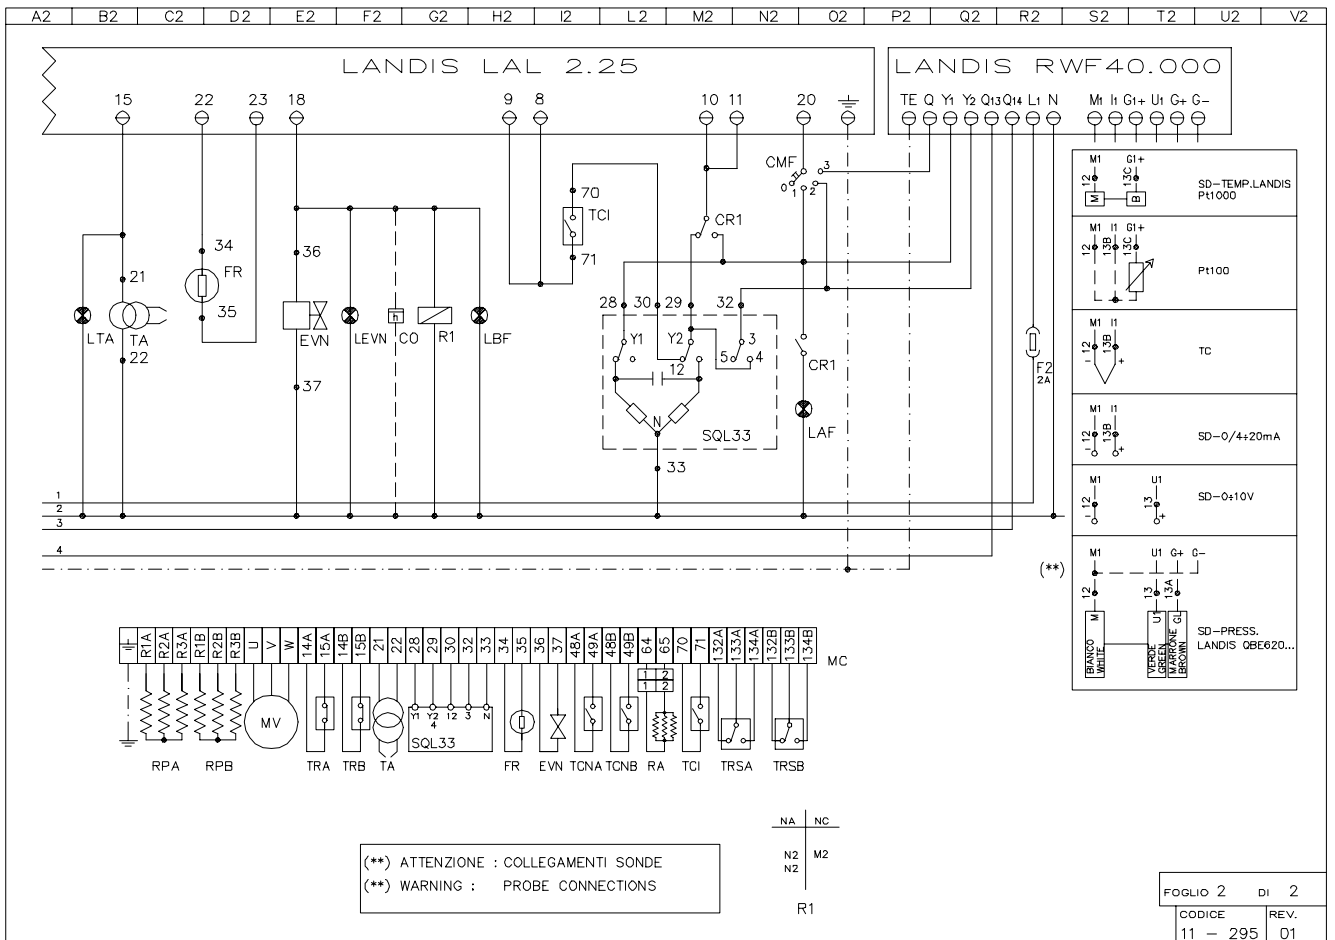 A2 B2 C2 D2 E2 F2 G2 H2 I2 L2 M2 N2 O2 P2 Q2 R2 S2 T2 U2 V2
LANDIS LAL 2.25
LANDIS RWF40.000
15 22 23 18 9 8 10 11 20
TE Q Y1 Y2 Q13 Q14 L1 N M1 I1 G1+ U1 G+ G-
CMF 3
0 1 2
70
TCI
71
CR1
34
FR
35
36
21
LTA TA
22
EVN LEVN h CO R1 LBF
37
28 30 29 32
Y1 Y2 3
12 5 4
N
SQL33
33
CR1
LAF
F2
2A
1
2
3
4
M1 G1+
12 13C
M B
SD-TEMP.LANDIS
Pt1000
M1 I1 G1+
12 13B 13C
Pt100
M1 I1
12 13B
- +
TC
M1 I1
12 13B
- +
SD-0/4÷20mA
M1 U1
12 13
- +
SD-0÷10V
(**)
M1 U1 G+ G-
12 13 13A
M U1 GL
BIANCO
WHITE
VERDE
GREEN
MARRONE
BROWN
SD-PRESS.
LANDIS QBE620...
R1A R2A R3A R1B R2B R3B U V W 14A 15A 14B 15B 21 22 28 29 30 32 33 34 35 36 37 48A 49A 48B 49B 64 65 70 71 132A 133A 134A 132B 133B 134B
MC
1 2
1 2
MV
Y1 Y2 12 3 N
4
SQL33
RPA RPB TRA TRB TA FR EVN TCNA TCNB RA TCI TRSA TRSB
NA NC
N2 M2
N2
R1
(**) ATTENZIONE : COLLEGAMENTI SONDE
(**) WARNING : PROBE CONNECTIONS
FOGLIO 2 DI 2
CODICE REV.
11 - 295 01